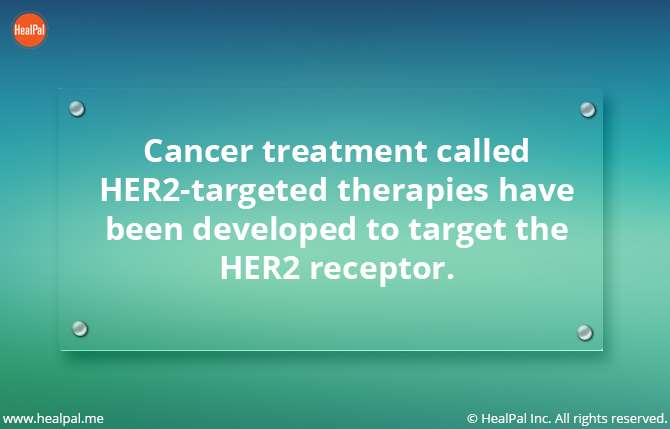 HealPal
Cancer treatment called
HER2-targeted therapies have
been developed to target the
HER2 receptor.
www.healpal.me
© HealPal Inc. All rights reserved.